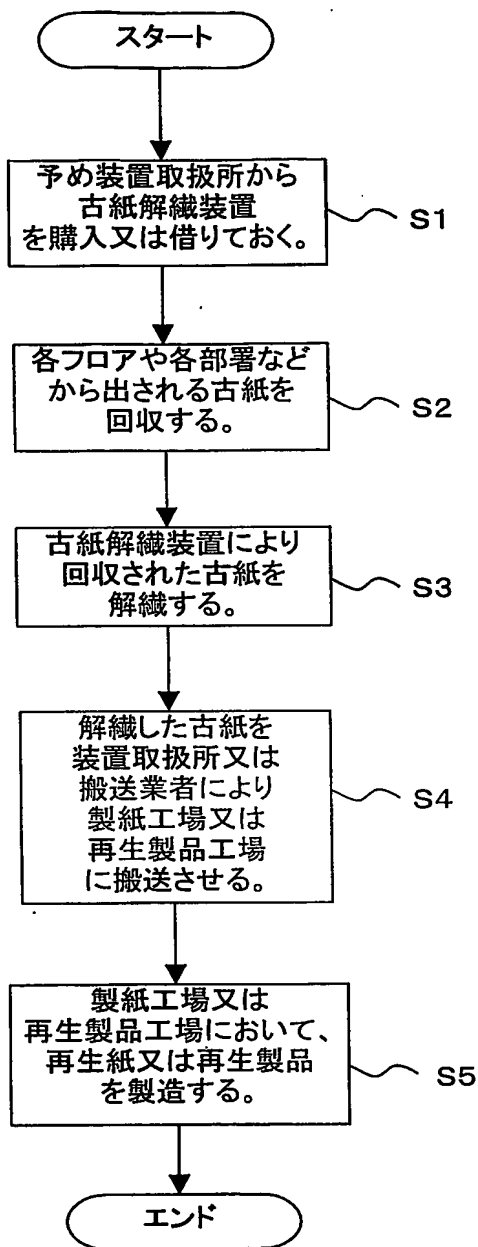 スタート
予め装置取扱所から
古紙解繊装置
を購入又は借りておく。
S1
各フロアや各部署など
から出される古紙を
回収する。
S2
古紙解繊装置により
回収された古紙を
解繊する。
S3
解繊した古紙を
装置取扱所又は
搬送業者により
製紙工場又は
再生製品工場
に搬送させる。
S4
製紙工場又は
再生製品工場において、
再生紙又は再生製品
を製造する。
S5
エンド